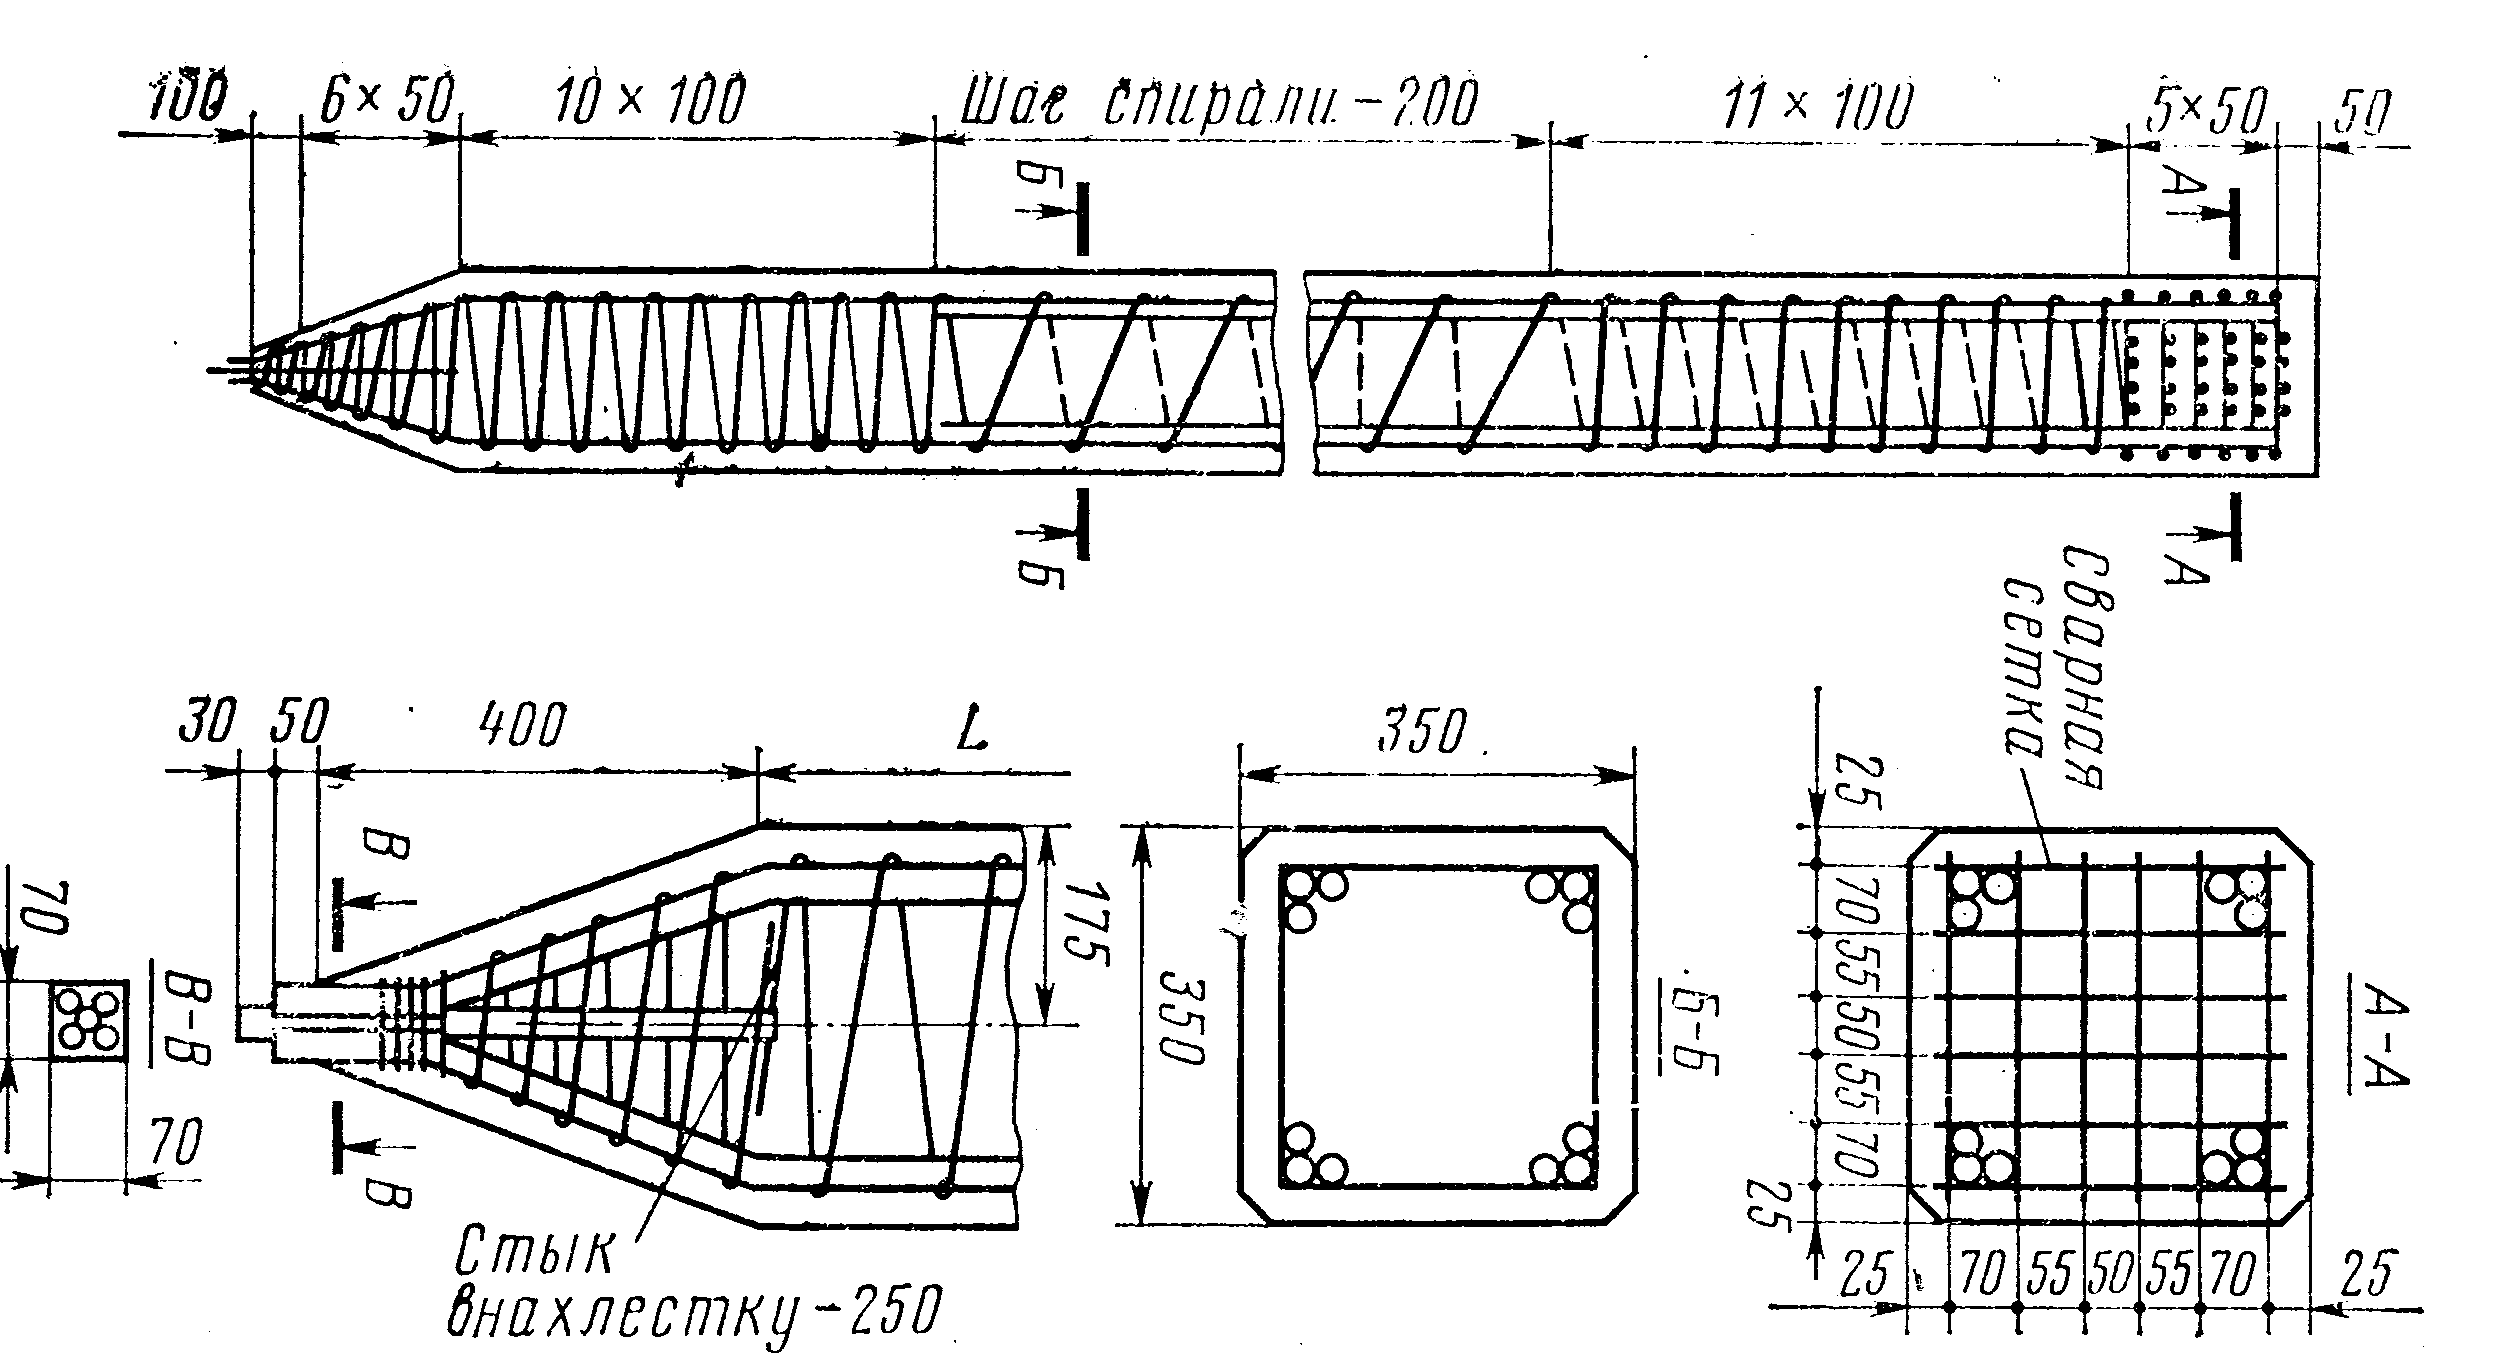 100 6×50 10×100 Шаг спирали-200 11×100 5×50 50
Б А
Б А
Сварная
сетка
30 50 400 L 350
25
В
175
70
70
В-В
350
Б-Б
55
50
55
70
25
А-А
70
В
Стык
внахлестку-250
25 70 55 50 55 70 25